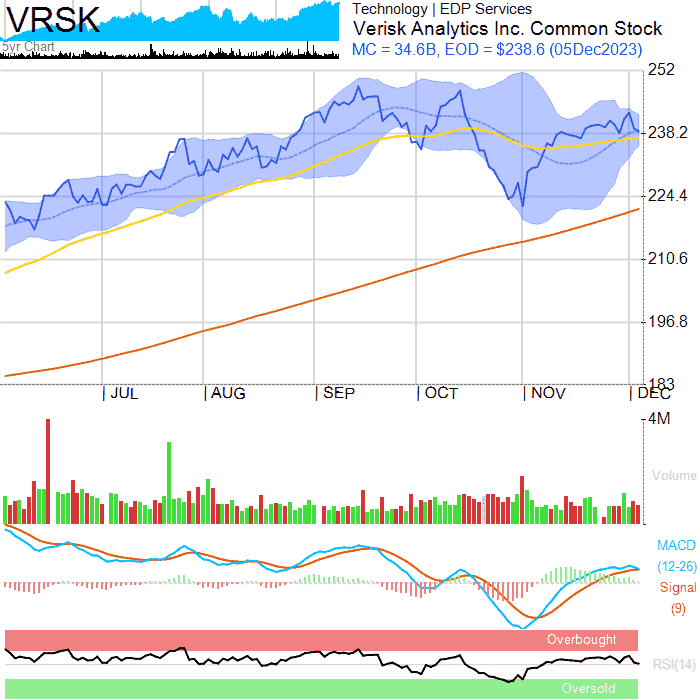 VRSK
5yr Chart
Technology | EDP Services
Verisk Analytics Inc. Common Stock
MC = 34.6B, EOD = $238.6 (05Dec2023)
252
238.2
224.4
210.6
196.8
183
| JUL | AUG | SEP | OCT | NOV | DEC
4M
Volume
MACD
(12-26)
Signal
(9)
Overbought
RSI(14)
Oversold